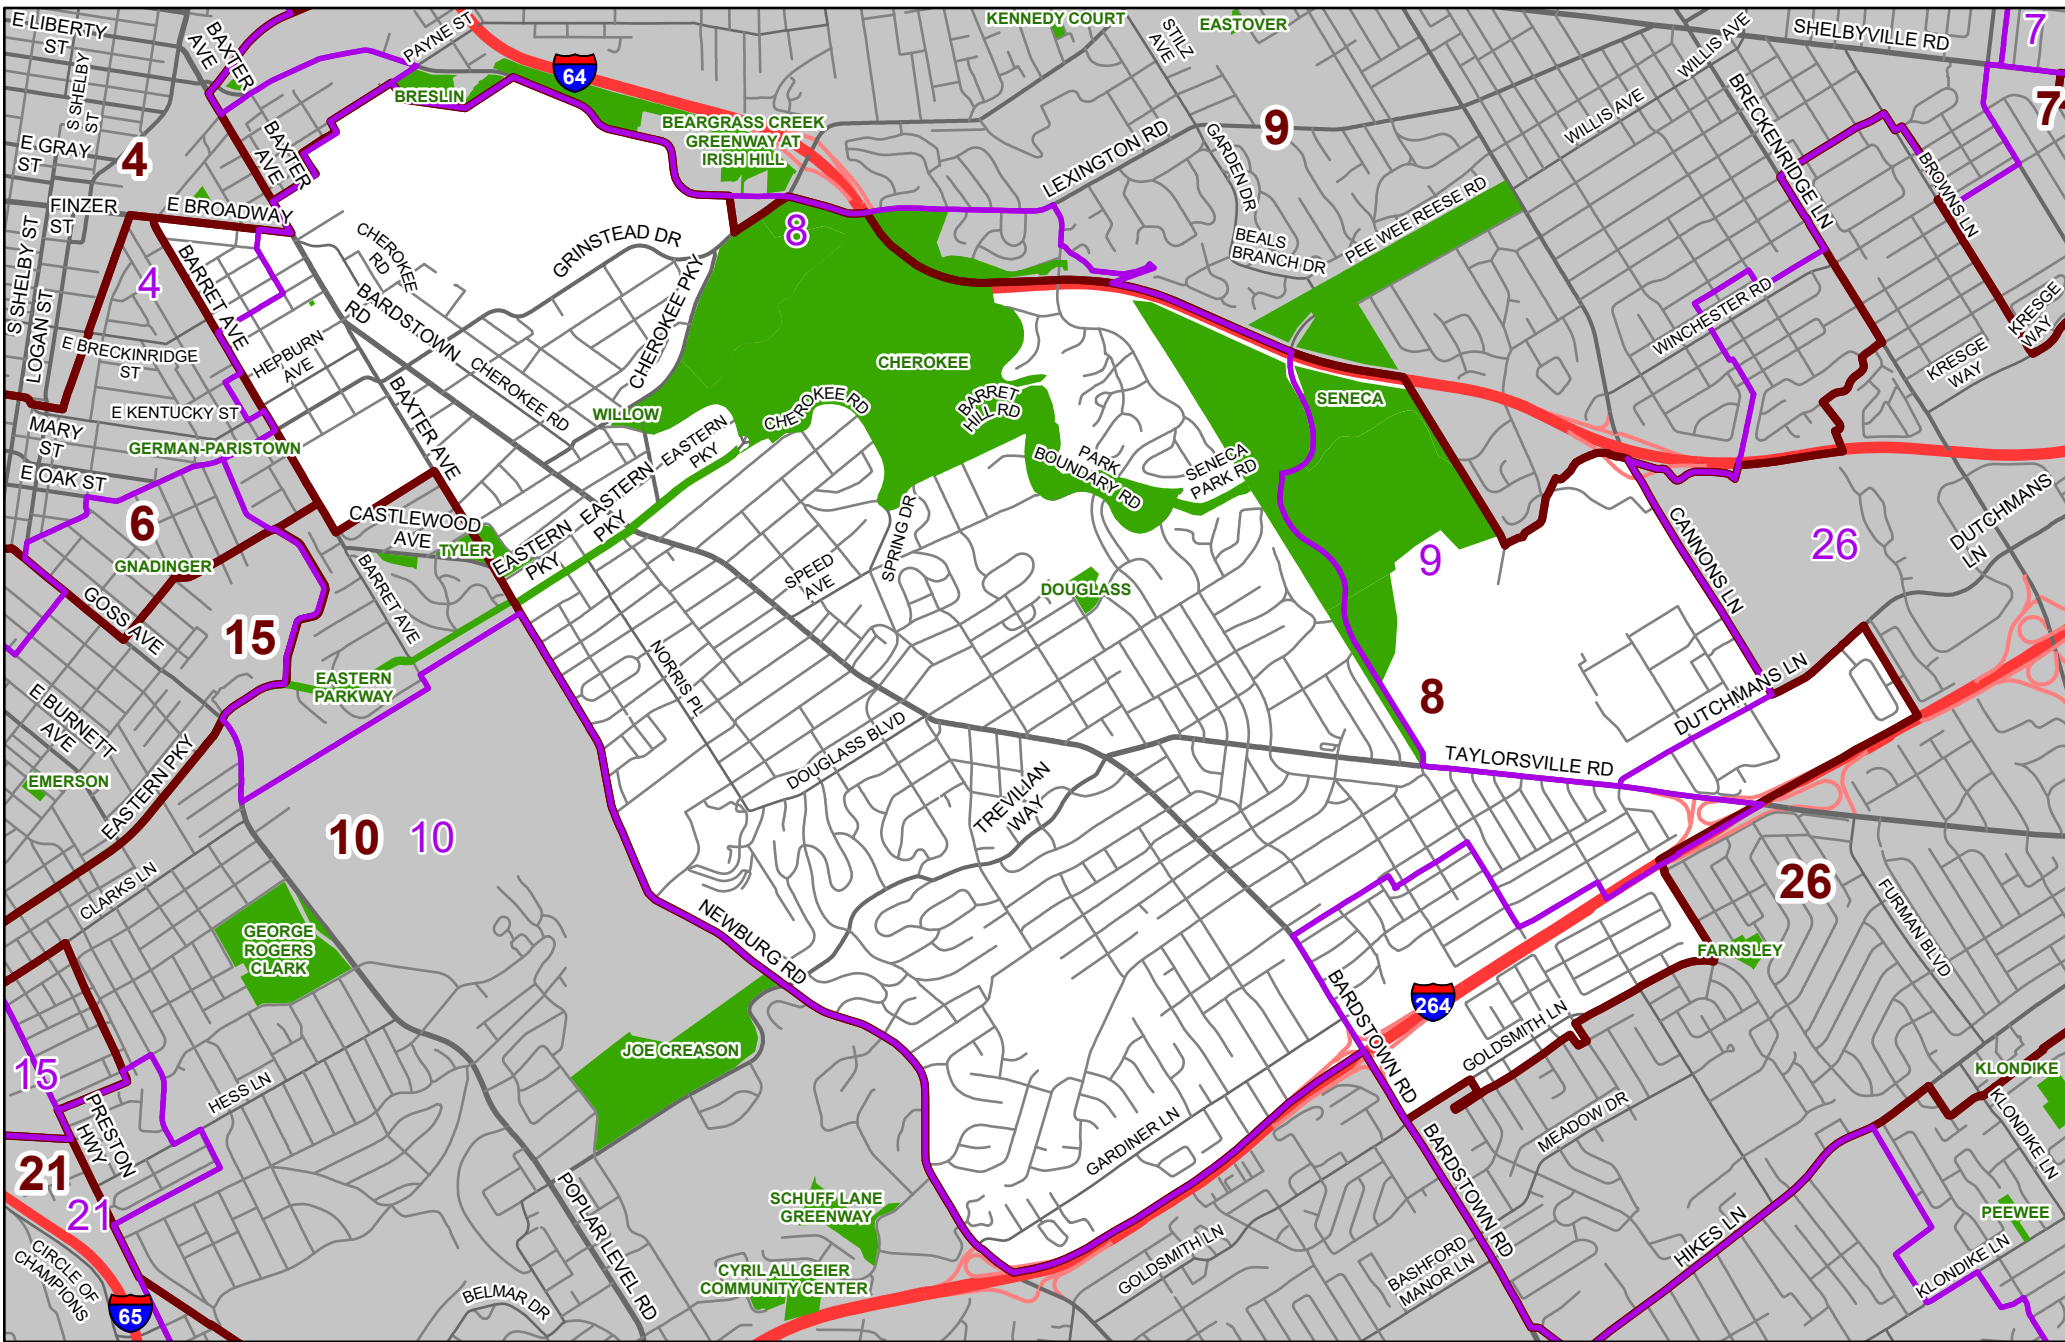 E LIBERTY
ST
BAXTER
AVE
PAYNE ST
KENNEDY COURT
STILZ
AVE
EASTOVER
WILLIS AVE
SHELBYVILLE RD
7
64
BRESLIN
S SHELBY
ST
BEARGRASS CREEK
GREENWAY AT
IRISH HILL
LEXINGTON RD
GARDEN DR
9
WILLIS AVE
BRECKENRIDGE LN
7
E GRAY
ST
4
BAXTER
AVE
BROWNS LN
FINZER
ST
E BROADWAY
8
PEE WEE REESE RD
BEALS
BRANCH DR
S SHELBY ST
LOGAN ST
4
BARRET AVE
CHEROKEE
RD
GRINSTEAD DR
CHEROKEE PKY
BARDSTOWN
RD
WINCHESTER RD
KRESGE
WAY
KRESGE
WAY
E BRECKINRIDGE
ST
HEPBURN
AVE
CHEROKEE RD
CHEROKEE
BAXTER AVE
WILLOW
CHEROKEE RD
BARRET
HILL RD
SENECA
E KENTUCKY ST
MARY
ST
GERMAN-PARISTOWN
E OAK ST
EASTERN
PKY
PARK
BOUNDARY RD
SENECA
PARK RD
6
CASTLEWOOD
AVE
TYLER
EASTERN
PKY
EASTERN
PKY
SPRING DR
CANNONS LN
26
DUTCHMANS
LN
GNADINGER
GOSS AVE
BARRET AVE
SPEED
AVE
DOUGLASS
9
15
EASTERN
PARKWAY
NORRIS PL
8
DUTCHMANS LN
E BURNETT
AVE
DOUGLASS BLVD
TAYLORSVILLE RD
EMERSON
EASTERN PKY
TREVILIAN
WAY
10
10
26
CLARKS LN
FURMAN BLVD
GEORGE
ROGERS
CLARK
NEWBURG RD
FARNSLEY
BARDSTOWN RD
264
JOE CREASON
GOLDSMITH LN
15
HESS LN
PRESTON
HWY
KLONDIKE
KLONDIKE LN
MEADOW DR
GARDINER LN
BARDSTOWN RD
21
21
SCHUFF LANE
GREENWAY
POPLAR LEVEL RD
PEEWEE
HIKES LN
KLONDIKE LN
GOLDSMITH LN
BASHFORD
MANOR LN
CIRCLE OF
CHAMPIONS
CYRIL ALLGEIER
COMMUNITY CENTER
BELMAR DR
65